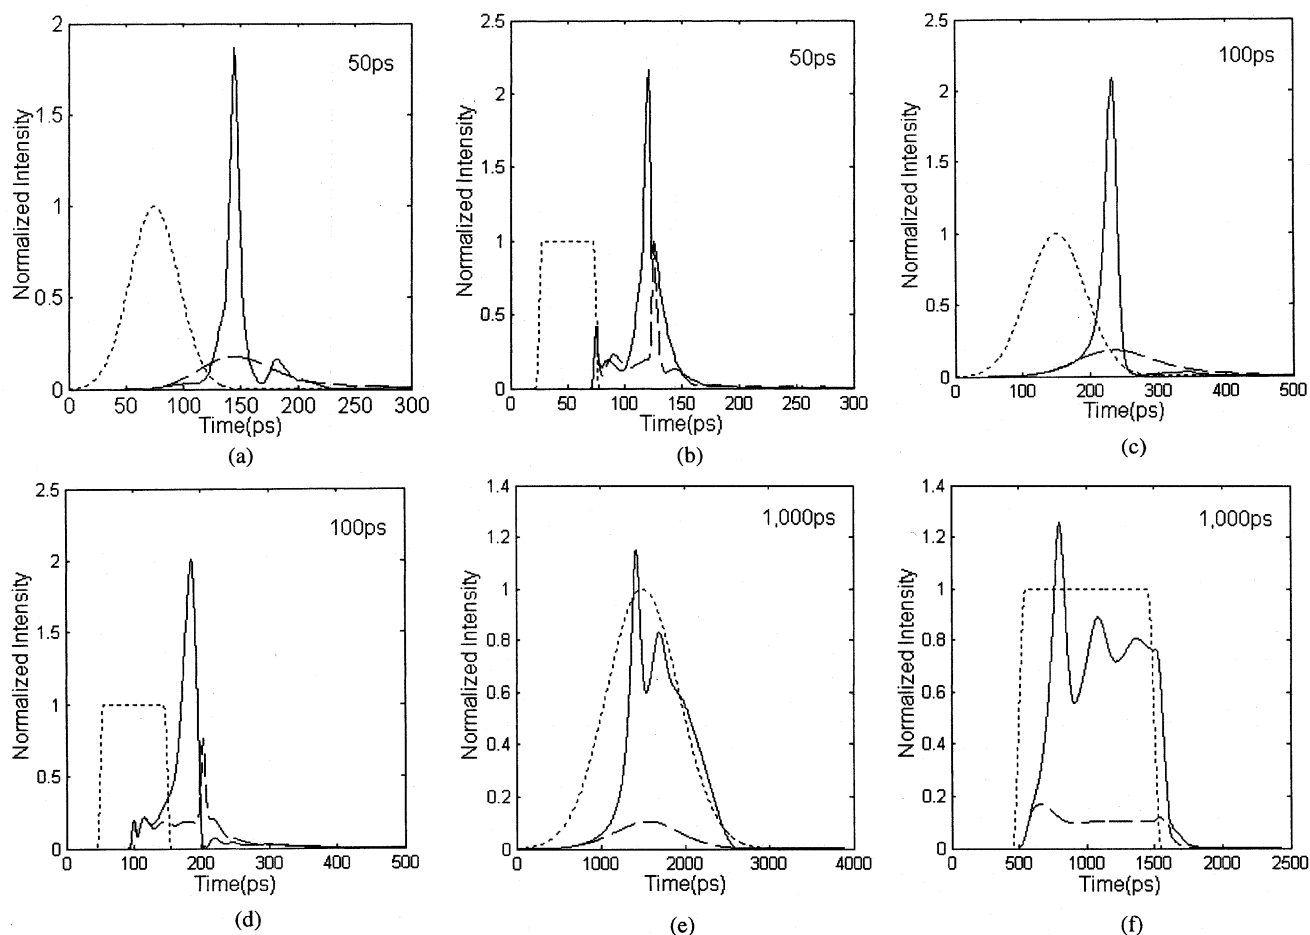 2
1.5
1
0.5
0
Normalized Intensity
50ps
0 50 100 150 200 250 300
Time(ps)
(a)
2.5
2
1.5
1
0.5
0
Normalized Intensity
50ps
0 50 100 150 200 250 300
Time(ps)
(b)
2.5
2
1.5
1
0.5
0
Normalized Intensity
100ps
0 100 200 300 400 500
Time(ps)
(c)
2.5
2
1.5
1
0.5
0
Normalized Intensity
100ps
0 100 200 300 400 500
Time(ps)
(d)
1.4
1.2
1
0.8
0.6
0.4
0.2
0
Normalized Intensity
1,000ps
0 1000 2000 3000 4000
Time(ps)
(e)
1.4
1.2
1
0.8
0.6
0.4
0.2
0
Normalized Intensity
1,000ps
0 500 1000 1500 2000 2500
Time(ps)
(f)